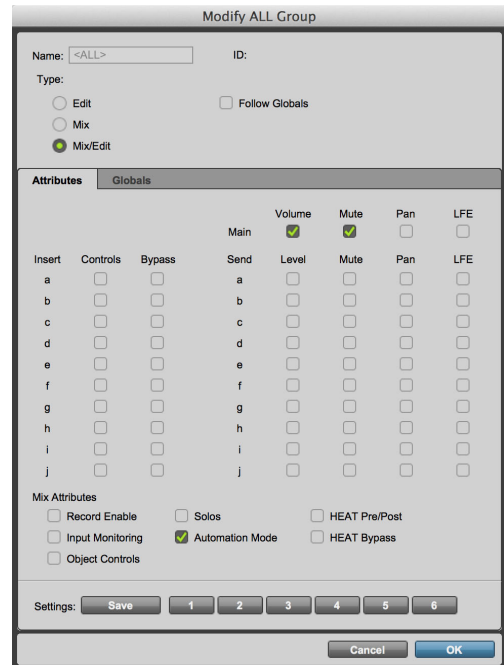 Modify ALL Group
Name: <ALL> ID:
Type:
Edit Follow Globals
Mix
Mix/Edit
Attributes Globals
Volume Mute Pan LFE
Main
Insert Controls Bypass Send Level Mute Pan LFE
a a
b b
c c
d d
e e
f f
g g
h h
i i
j j
Mix Attributes
Record Enable Solos HEAT Pre/Post
Input Monitoring Automation Mode HEAT Bypass
Object Controls
Settings: Save 1 2 3 4 5 6
Cancel OK